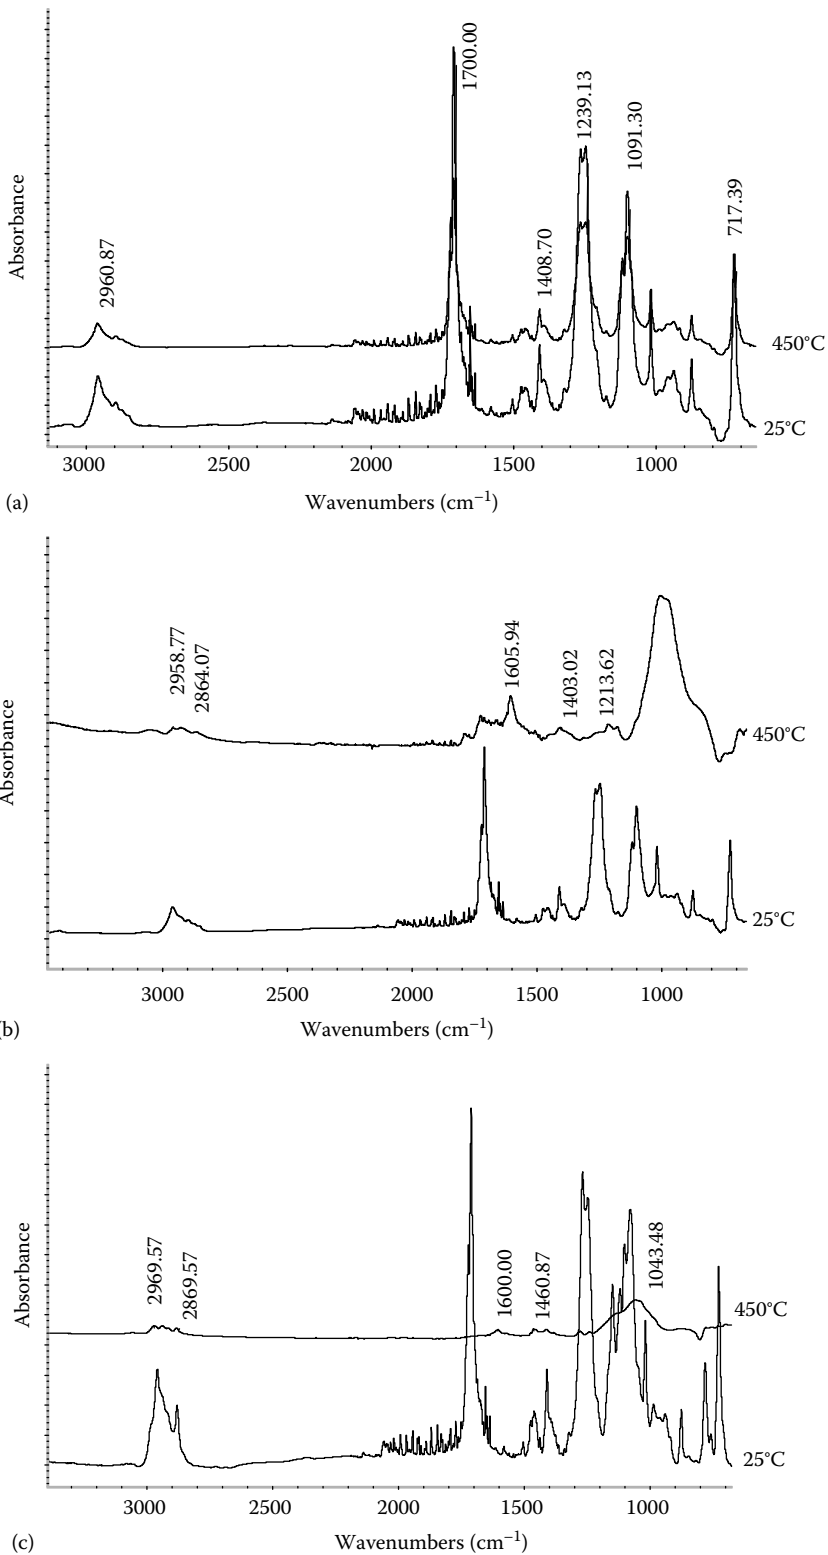 Absorbance
2960.87
1700.00
1408.70
1239.13
1091.30
717.39
450°C
25°C
3000 2500 2000 1500 1000
(a)
Wavenumbers (cm⁻¹)
Absorbance
2958.77
2864.07
1605.94
1403.02
1213.62
450°C
25°C
3000 2500 2000 1500 1000
(b)
Wavenumbers (cm⁻¹)
Absorbance
2969.57
2869.57
1600.00
1460.87
1043.48
450°C
25°C
3000 2500 2000 1500 1000
(c)
Wavenumbers (cm⁻¹)